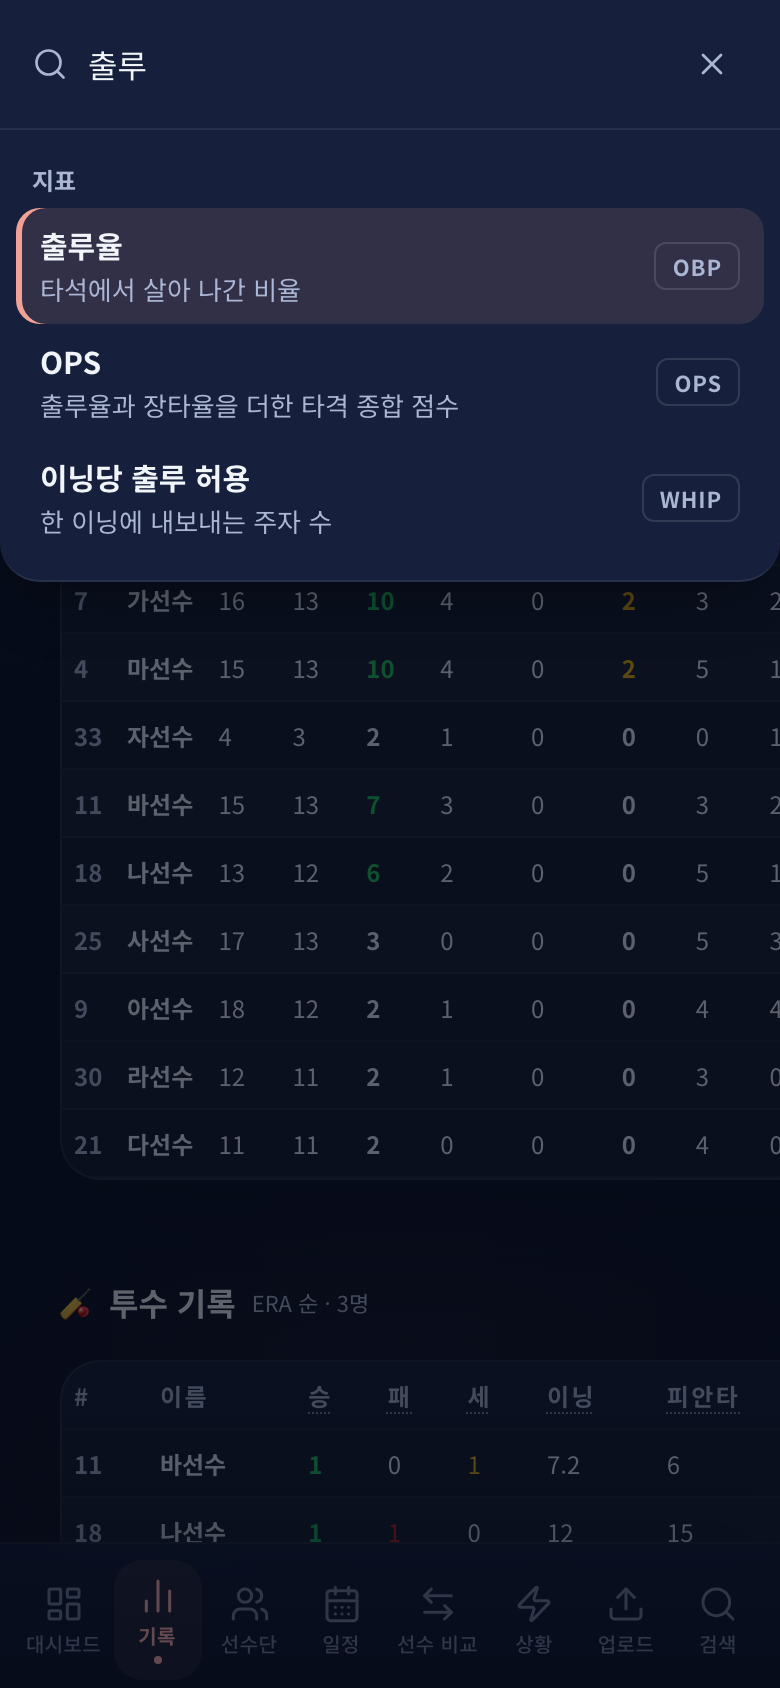 출루
지표
출루율
타석에서 살아 나간 비율
OBP
OPS
출루율과 장타율을 더한 타격 종합 점수
OPS
이닝당 출루 허용
한 이닝에 내보내는 주자 수
WHIP
7 가선수 16 13 10 4 0 2 3 2
4 마선수 15 13 10 4 0 2 5 1
33 자선수 4 3 2 1 0 0 0 1
11 바선수 15 13 7 3 0 0 3 2
18 나선수 13 12 6 2 0 0 5 1
25 사선수 17 13 3 0 0 0 5 3
9 아선수 18 12 2 1 0 0 4 4
30 라선수 12 11 2 1 0 0 3 0
21 다선수 11 11 2 0 0 0 4 0
투수 기록 ERA 순 · 3명
# 이름 승 패 세 이닝 피안타
11 바선수 1 0 1 7.2 6
18 나선수 1 1 0 12 15
대시보드 기록 선수단 일정 선수 비교 상황 업로드 검색